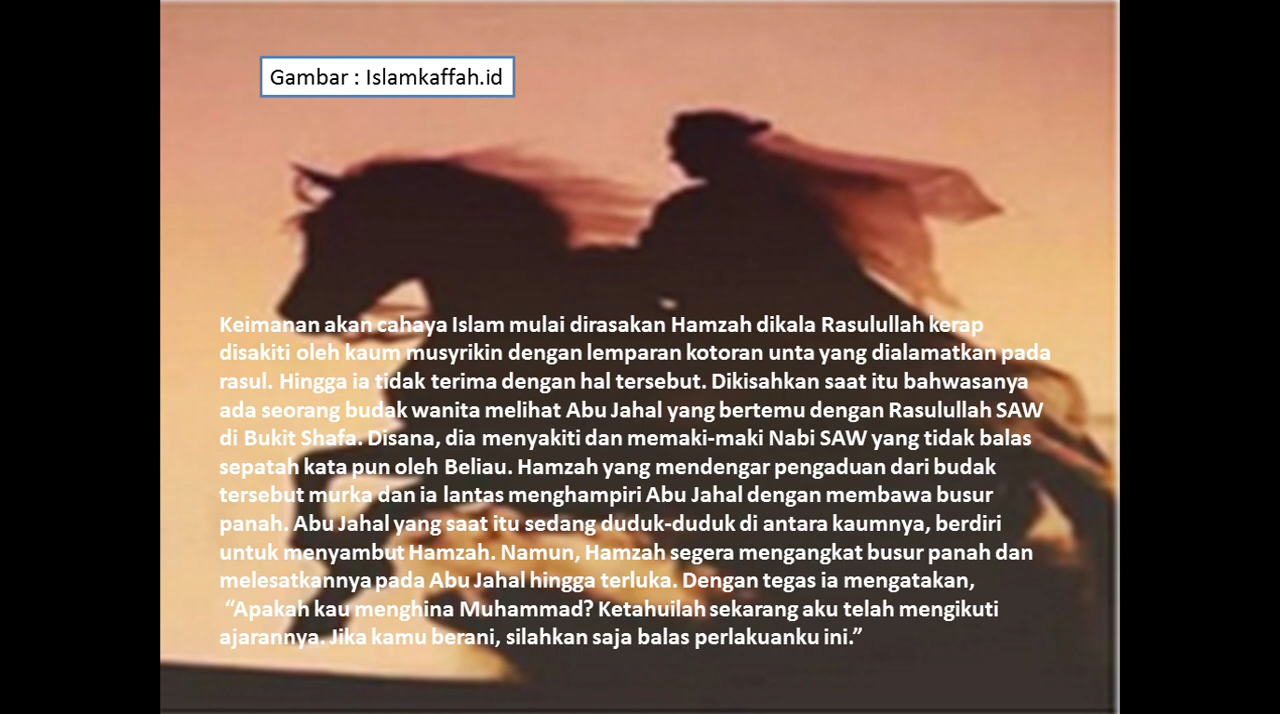 Gambar : Islamkaffah.id
Keimanan akan cahaya Islam mulai dirasakan Hamzah dikala Rasulullah kerap
disakiti oleh kaum musyrikin dengan lemparan kotoran unta yang dialamatkan pada
rasul. Hingga ia tidak terima dengan hal tersebut. Dikisahkan saat itu bahwasanya
ada seorang budak wanita melihat Abu Jahal yang bertemu dengan Rasulullah SAW
di Bukit Shafa. Disana, dia menyakiti dan memaki-maki Nabi SAW yang tidak balas
sepatah kata pun oleh Beliau. Hamzah yang mendengar pengaduan dari budak
tersebut murka dan ia lantas menghampiri Abu Jahal dengan membawa busur
panah. Abu Jahal yang saat itu sedang duduk-duduk di antara kaumnya, berdiri
untuk menyambut Hamzah. Namun, Hamzah segera mengangkat busur panah dan
melesatkannya pada Abu Jahal hingga terluka. Dengan tegas ia mengatakan,
“Apakah kau menghina Muhammad? Ketahuilah sekarang aku telah mengikuti
ajarannya. Jika kamu berani, silahkan saja balas perlakuanku ini.”